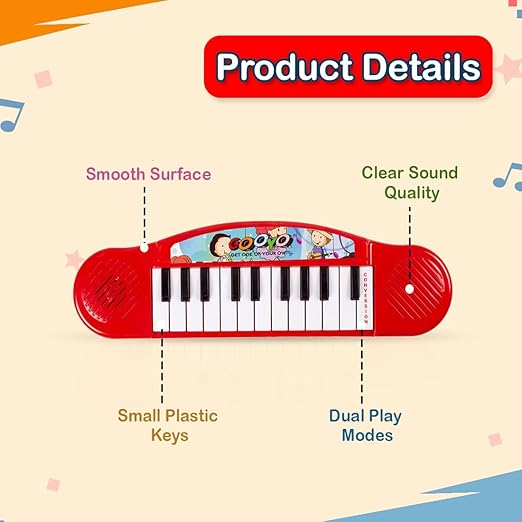 Product Details
Smooth Surface
Clear Sound
Quality
GOOYO
GET ONE OF YOUR OWN
CONVERSION
Small Plastic
Keys
Dual Play
Modes